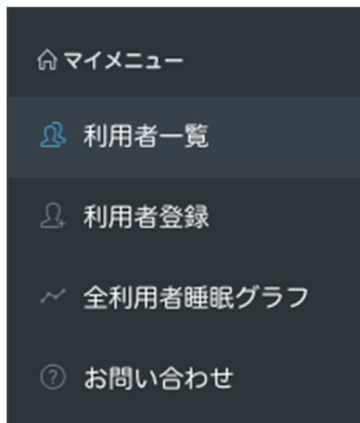 マイメニュー
利用者一覧
利用者登録
全利用者睡眠グラフ
お問い合わせ